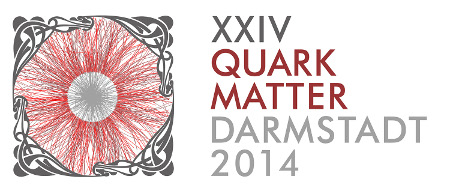 XXIV
QUARK
MATTER
DARMSTADT
2014